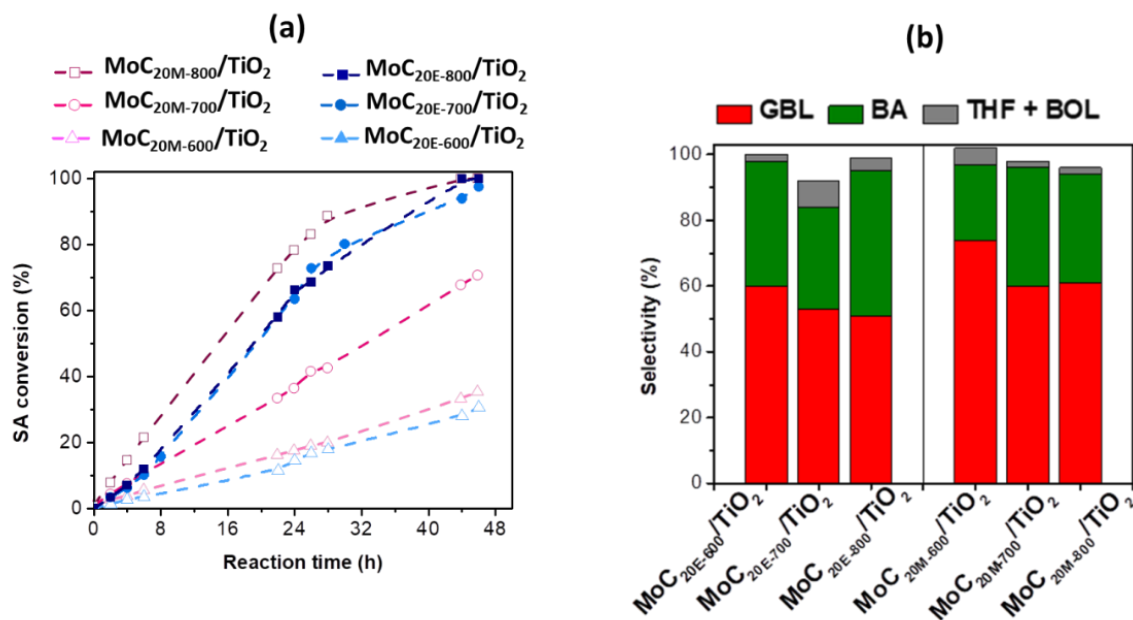 (a)
MoC20M-800/TiO2
MoC20E-800/TiO2
MoC20M-700/TiO2
MoC20E-700/TiO2
MoC20M-600/TiO2
MoC20E-600/TiO2
100
80
60
40
20
0
SA conversion (%)
0 8 16 24 32 40 48
Reaction time (h)
(b)
GBL BA THF + BOL
100
80
60
40
20
0
Selectivity (%)
MoC20E-600/TiO2
MoC20E-700/TiO2
MoC20E-800/TiO2
MoC20M-600/TiO2
MoC20M-700/TiO2
MoC20M-800/TiO2